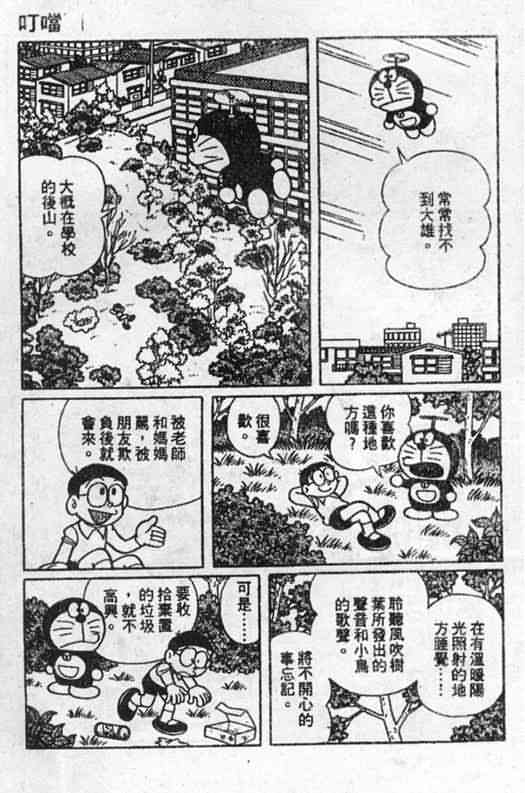 叮噹
常常找不
到大雄。
大概在學校
的後山。
你喜歡
這種地
方嗎?
很喜
歡。
被老師
和媽媽
罵,被
朋友欺
負後就
會來。
在有溫暖陽
光照射的地
方睡覺……
聆聽風吹樹
葉所發出的
聲音和小鳥
的歌聲。
將不開心的
事忘記。
可是……
要收
拾棄置
的垃圾
,就不
高興。